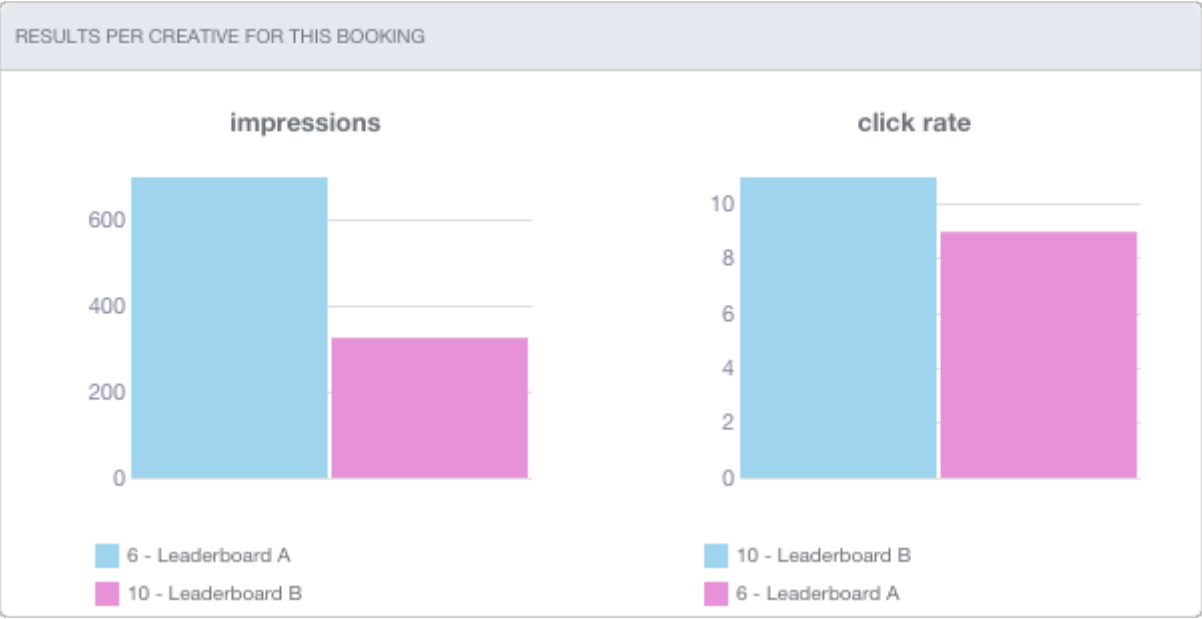 RESULTS PER CREATIVE FOR THIS BOOKING
impressions
600
400
200
0
6 - Leaderboard A
10 - Leaderboard B
click rate
10
8
6
4
2
0
10 - Leaderboard B
6 - Leaderboard A